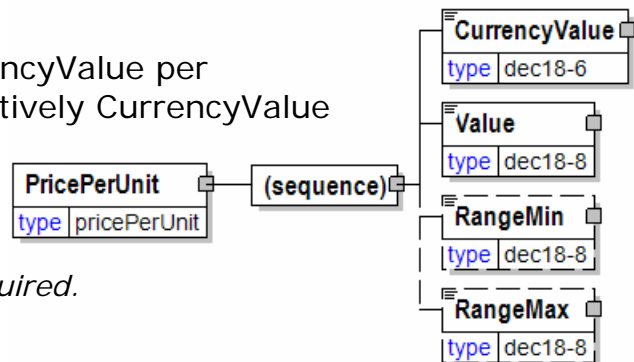 ncyValue per
tively CurrencyValue
uired.
PricePerUnit
type pricePerUnit
(sequence)
CurrencyValue
type dec18-6
Value
type dec18-8
RangeMin
type dec18-8
RangeMax
type dec18-8